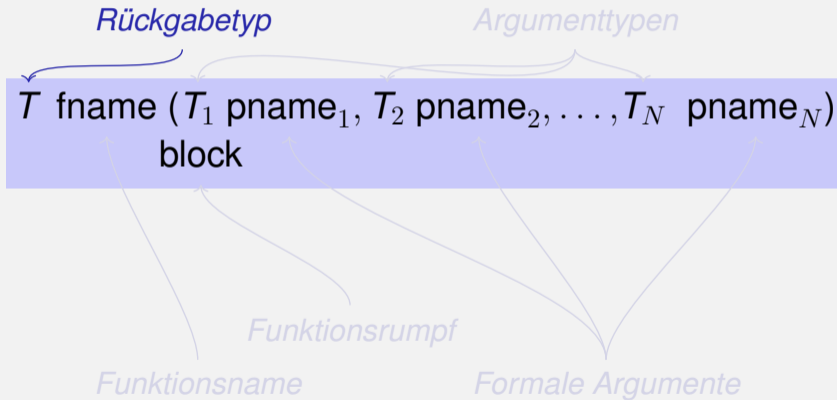 Rückgabetyp Argumenttypen
T fname (T₁ pname₁, T₂ pname₂,...,T_N pname_N)
block
Funktionsrumpf
Funktionsname Formale Argumente